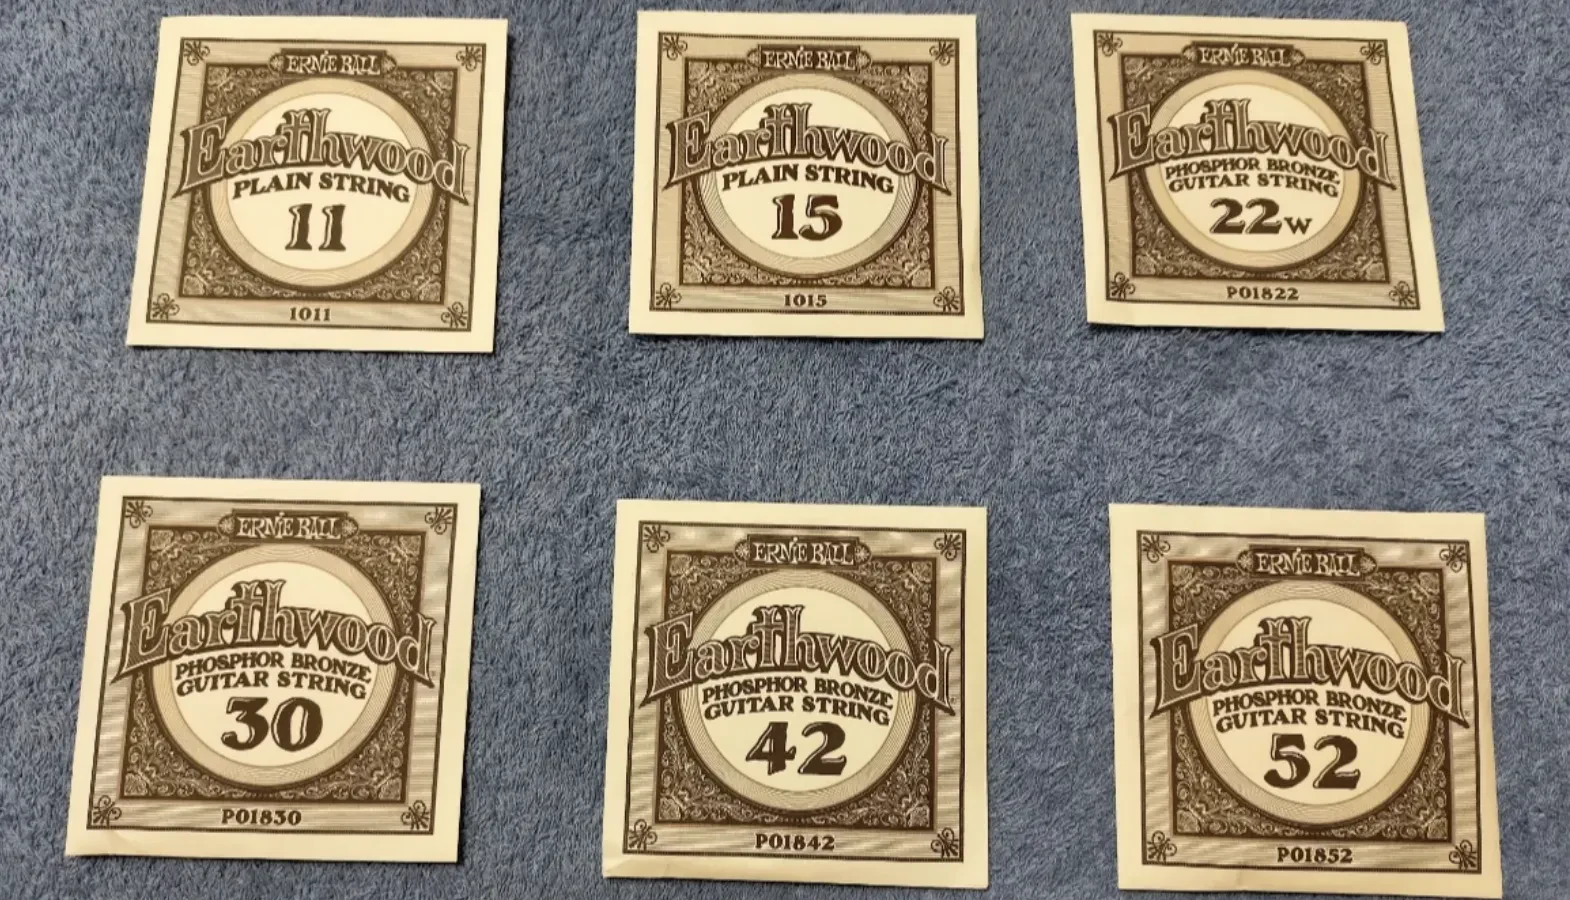 ERNIE BALL
Earthwood
PLAIN STRING
11
1011
ERNIE BALL
Earthwood
PLAIN STRING
15
1015
ERNIE BALL
Earthwood
PHOSPHOR BRONZE
GUITAR STRING
22W
P01822
ERNIE BALL
Earthwood
PHOSPHOR BRONZE
GUITAR STRING
30
P01830
ERNIE BALL
Earthwood
PHOSPHOR BRONZE
GUITAR STRING
42
P01842
ERNIE BALL
Earthwood
PHOSPHOR BRONZE
GUITAR STRING
52
P01852